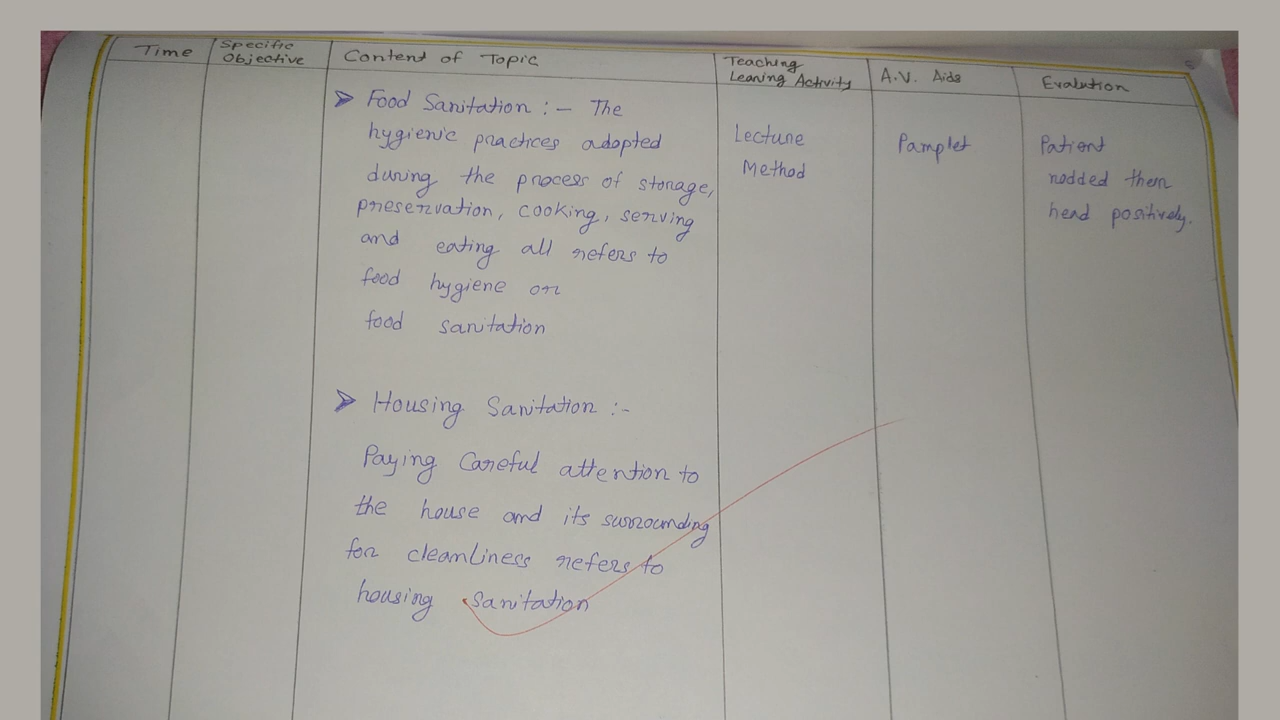 Time
Specific
Objective
Content of Topic
Teaching
Leaning Activity
A.V. Aids
Evalution
➤ Food Sanitation :- The
hygienic practices adopted
during the process of storage,
preservation, cooking, serving
and eating all refers to
food hygiene or
food sanitation
Lecture
Method
Pamplet
Patient
nodded their
head positively.
➤ Housing Sanitation :-
Paying Careful attention to
the house and its surrounding
for cleanliness refers to
housing sanitation